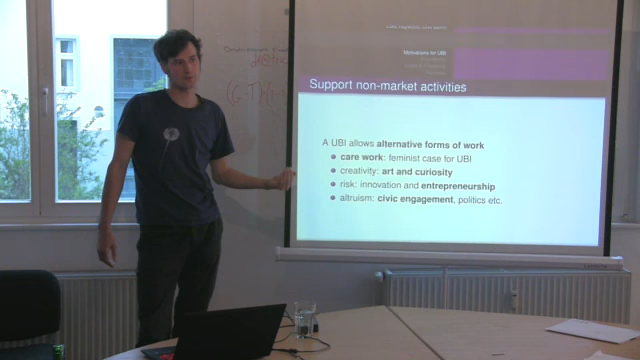 Motivations for UBI
Support non-market activities
A UBI allows alternative forms of work
care work: feminist case for UBI
creativity: art and curiosity
risk: innovation and entrepreneurship
altruism: civic engagement, politics etc.